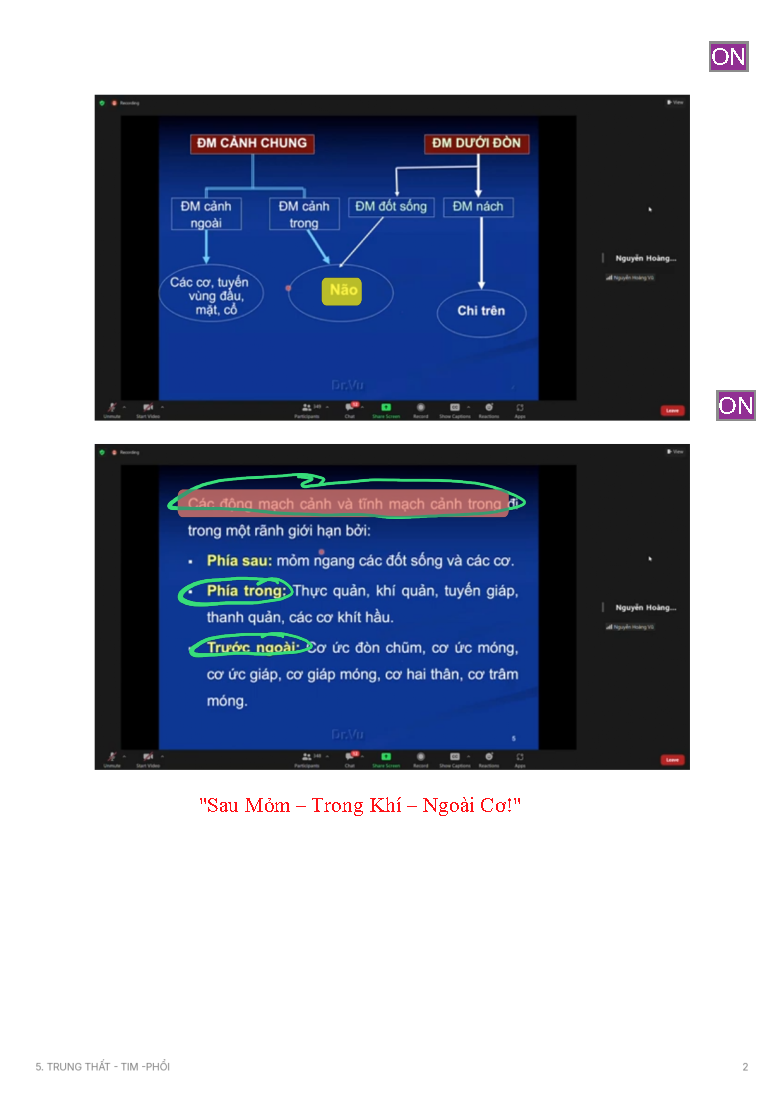 ON
Recording
View
ĐM CẢNH CHUNG
ĐM DƯỚI ĐÒN
ĐM cảnh
ngoài
ĐM cảnh
trong
ĐM đốt sống
ĐM nách
Các cơ, tuyến
vùng đầu,
mặt, cổ
Não
Chi trên
Nguyễn Hoàng...
Nguyễn Hoàng Vũ
Dr.Vu
Unmute
Start Video
Participants
149
Chat
Share Screen
Record
Show Captions
Reactions
Apps
Leave
ON
Recording
View
Các động mạch cảnh và tĩnh mạch cảnh trong đi
trong một rãnh giới hạn bởi:
▪ Phía sau: mỏm ngang các đốt sống và các cơ.
▪ Phía trong: Thực quản, khí quản, tuyến giáp,
thanh quản, các cơ khít hầu.
Trước ngoài: Cơ ức đòn chũm, cơ ức móng,
cơ ức giáp, cơ giáp móng, cơ hai thân, cơ trâm
móng.
Nguyễn Hoàng...
Nguyễn Hoàng Vũ
Dr.Vu
5
Unmute
Start Video
Participants
149
Chat
Share Screen
Record
Show Captions
Reactions
Apps
Leave
"Sau Mỏm – Trong Khí – Ngoài Cơ!"
5. TRUNG THẤT - TIM -PHỔI
2